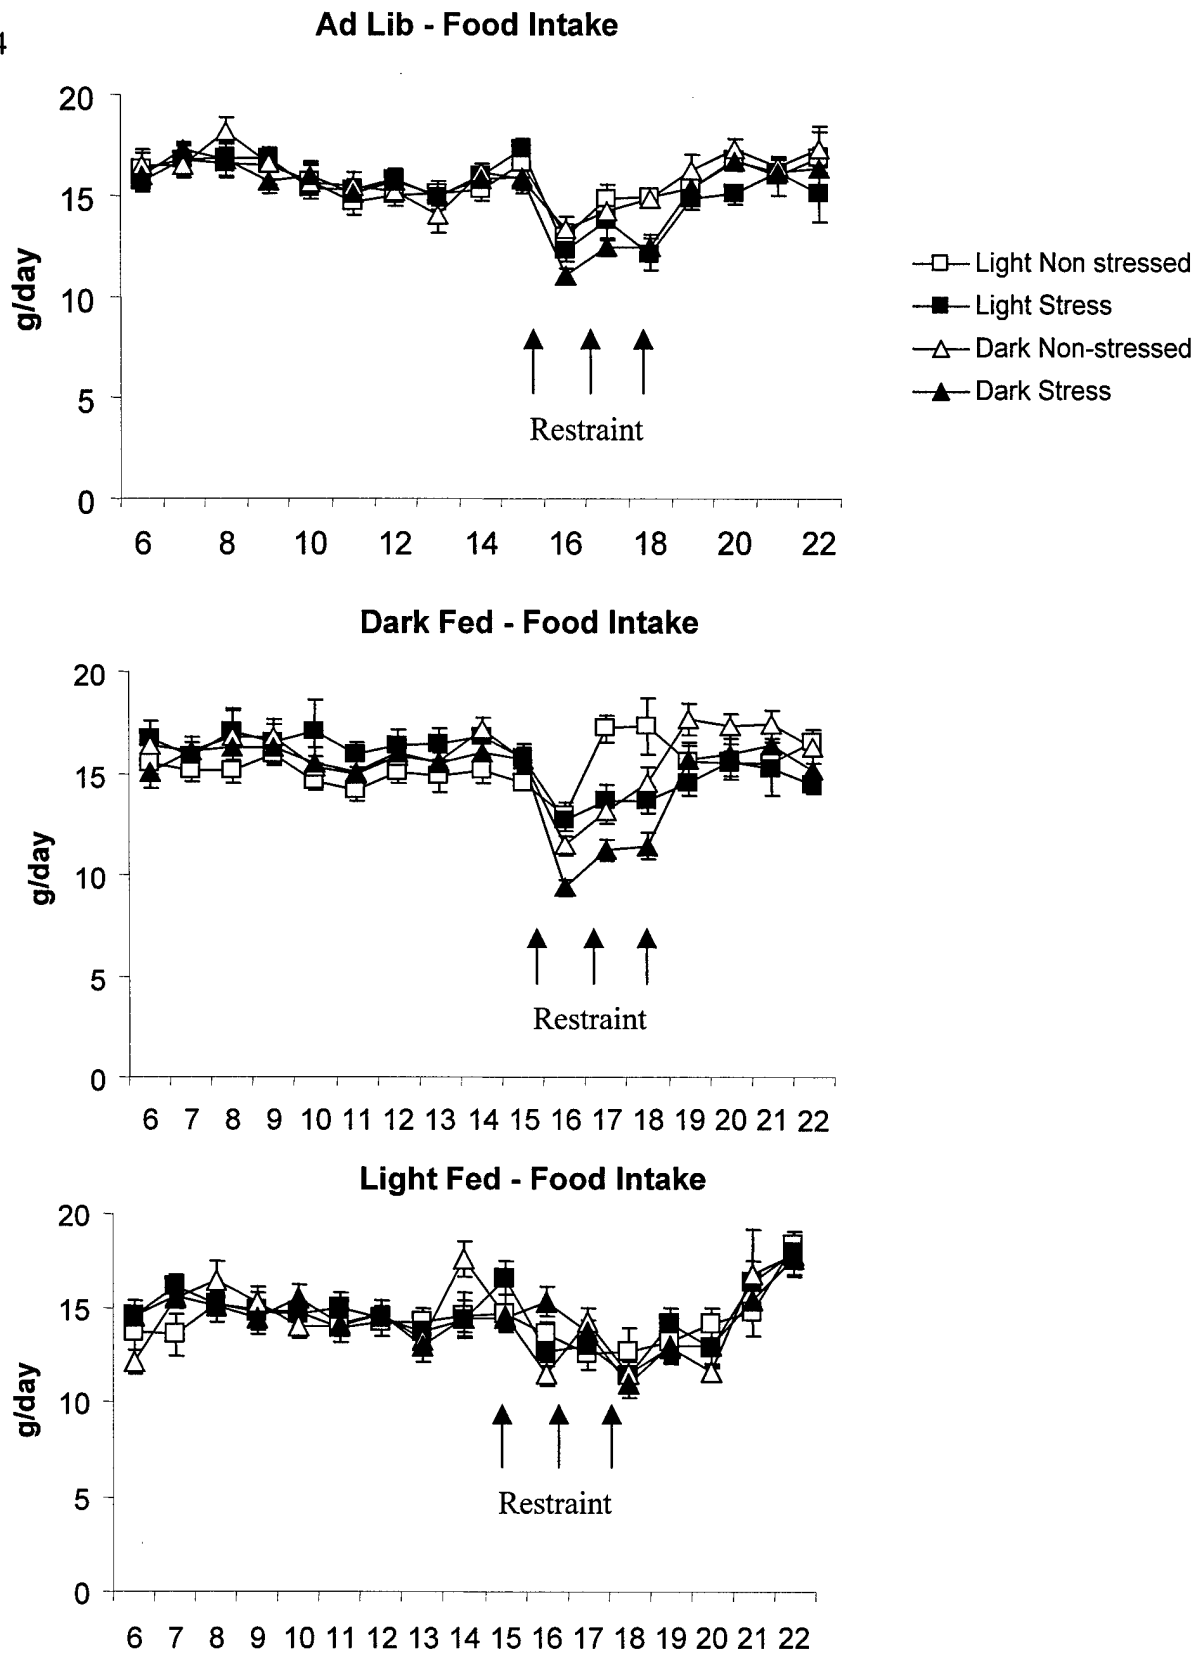 4
Ad Lib - Food Intake
20
15
10
5
0
g/day
Restraint
6 8 10 12 14 16 18 20 22
Light Non stressed
Light Stress
Dark Non-stressed
Dark Stress
Dark Fed - Food Intake
20
15
10
5
0
g/day
Restraint
6 7 8 9 10 11 12 13 14 15 16 17 18 19 20 21 22
Light Fed - Food Intake
20
15
10
5
0
g/day
Restraint
6 7 8 9 10 11 12 13 14 15 16 17 18 19 20 21 22